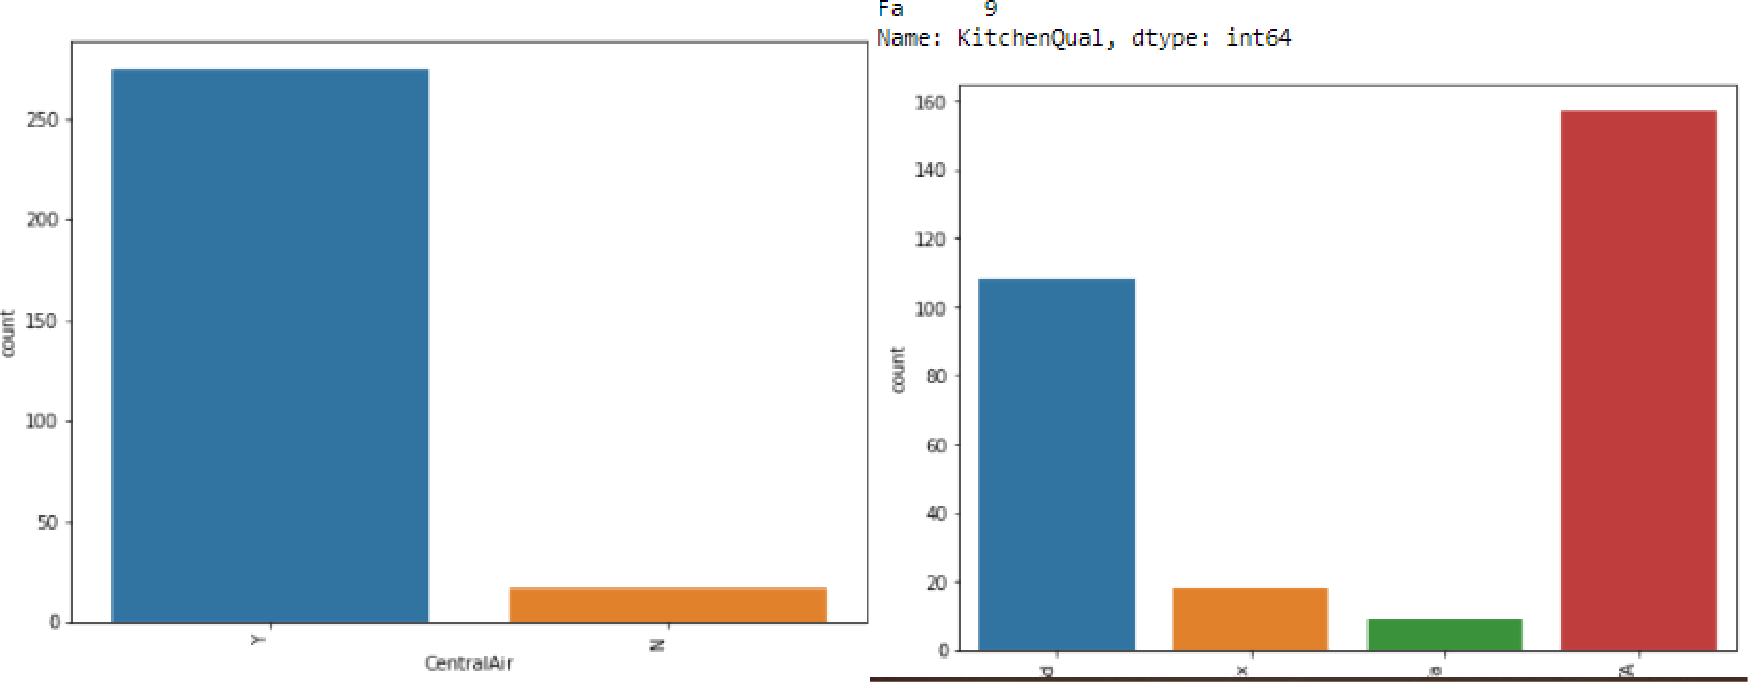 250
200
150
100
50
0
count
Y
N
CentralAir
Fa 9
Name: KitchenQual, dtype: int64
160
140
120
100
80
60
40
20
0
count
d
x
a
A